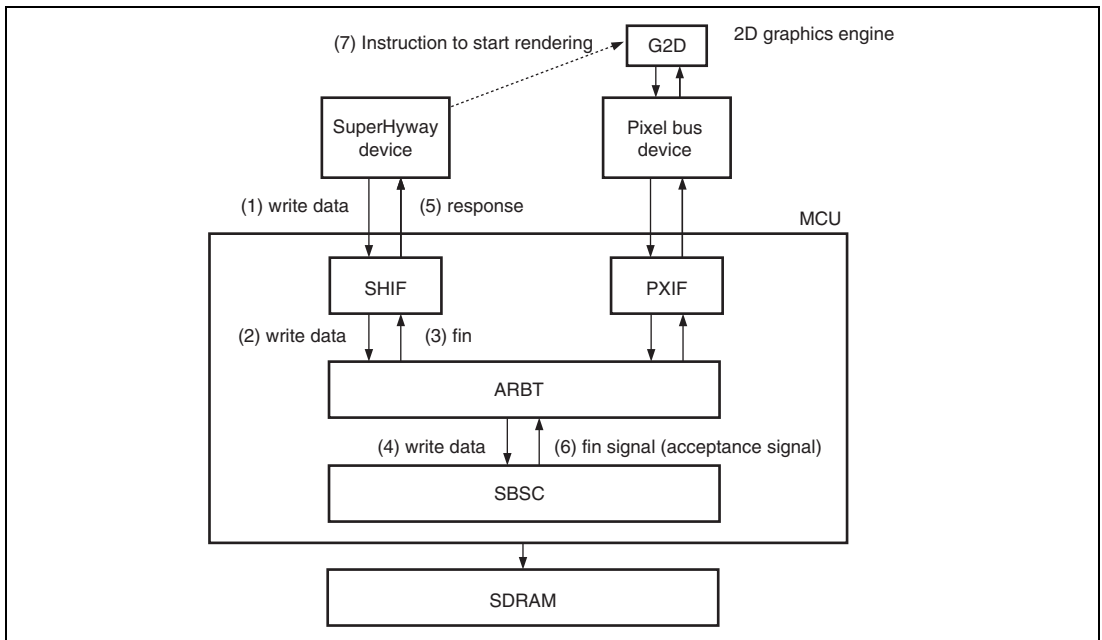 (7) Instruction to start rendering
G2D
2D graphics engine
SuperHyway
device
Pixel bus
device
(1) write data
(5) response
MCU
SHIF
PXIF
(2) write data
(3) fin
ARBT
(4) write data
(6) fin signal (acceptance signal)
SBSC
SDRAM